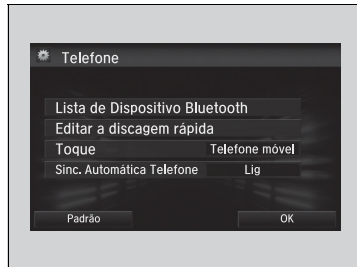 Telefone
Lista de Dispositivo Bluetooth
Editar a discagem rápida
Toque Telefone móvel
Sinc. Automática Telefone Lig
Padrão OK